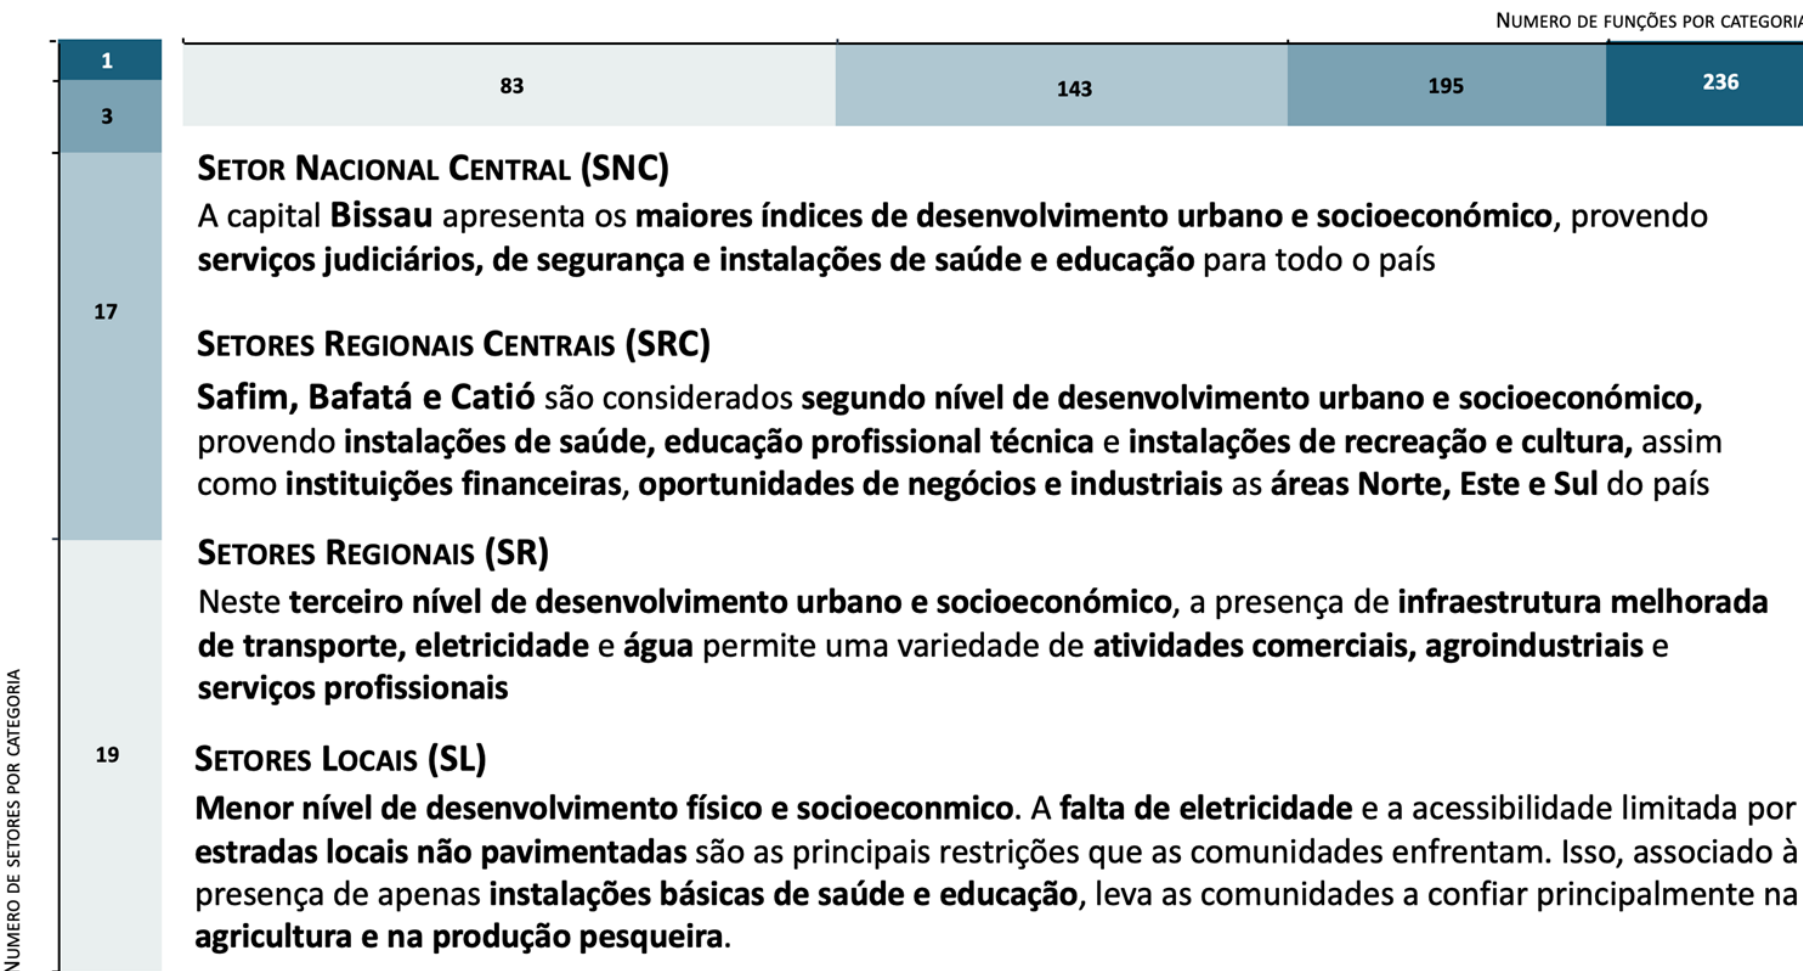 NUMERO DE FUNÇÕES POR CATEGORIA
1
83
143
195
236
3
SETOR NACIONAL CENTRAL (SNC)
A capital Bissau apresenta os maiores índices de desenvolvimento urbano e socioeconómico, provendo
serviços judiciários, de segurança e instalações de saúde e educação para todo o país
17
SETORES REGIONAIS CENTRAIS (SRC)
Safim, Bafatá e Catió são considerados segundo nível de desenvolvimento urbano e socioeconómico,
provendo instalações de saúde, educação profissional técnica e instalações de recreação e cultura, assim
como instituições financeiras, oportunidades de negócios e industriais as áreas Norte, Este e Sul do país
SETORES REGIONAIS (SR)
Neste terceiro nível de desenvolvimento urbano e socioeconómico, a presença de infraestrutura melhorada
de transporte, eletricidade e água permite uma variedade de atividades comerciais, agroindustriais e
serviços profissionais
19
SETORES LOCAIS (SL)
Menor nível de desenvolvimento físico e socioeconmico. A falta de eletricidade e a acessibilidade limitada por
estradas locais não pavimentadas são as principais restrições que as comunidades enfrentam. Isso, associado à
presença de apenas instalações básicas de saúde e educação, leva as comunidades a confiar principalmente na
agricultura e na produção pesqueira.
NUMERO DE SETORES POR CATEGORIA